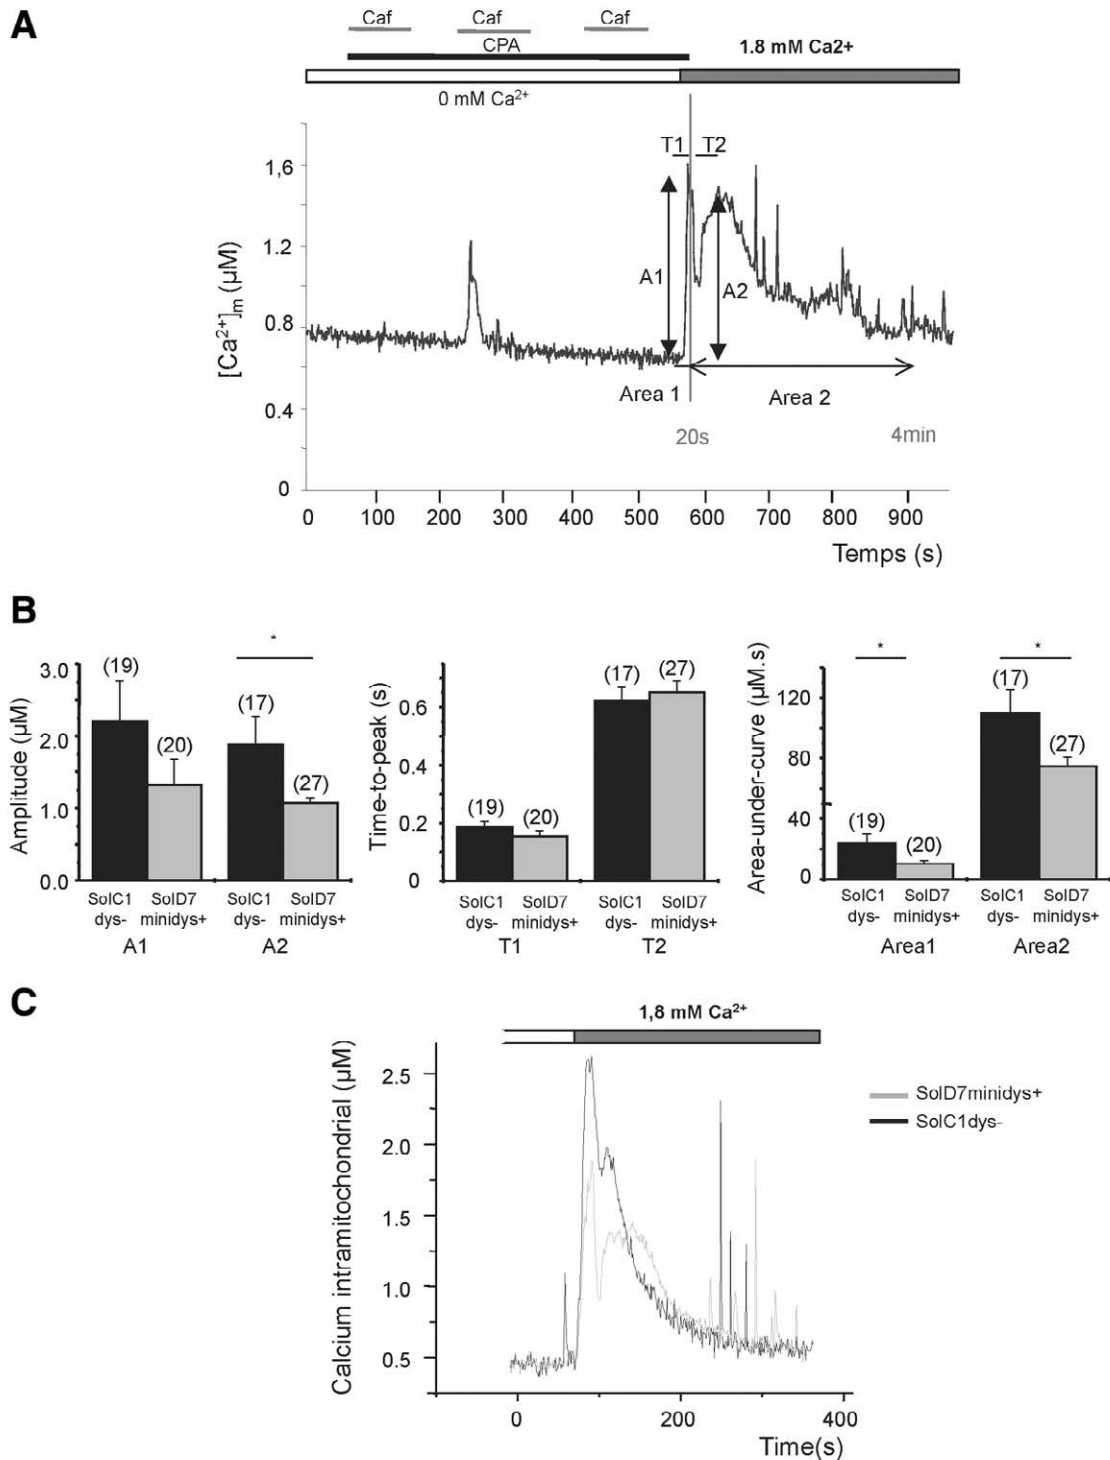 A
Caf Caf Caf
CPA
1.8 mM Ca2+
0 mM Ca²⁺
T1 T2
1,6
1.2
0.8
0.4
0
[Ca²⁺]m (µM)
A1
A2
Area 1
Area 2
20s
4min
0 100 200 300 400 500 600 700 800 900
Temps (s)
B
Amplitude (µM)
3.0
2.0
1.0
0.0
(19)
(20)
(17)
(27)
*
SolC1 SolD7 SolC1 SolD7
dys- minidys+ dys- minidys+
A1 A2
Time-to-peak (s)
0.6
0.4
0.2
0
(19)
(20)
(17)
(27)
SolC1 SolD7 SolC1 SolD7
dys- minidys+ dys- minidys+
T1 T2
Area-under-curve (µM.s)
120
80
40
0
*
*
(19)
(20)
(17)
(27)
SolC1 SolD7 SolC1 SolD7
dys- minidys+ dys- minidys+
Area1 Area2
C
1,8 mM Ca²⁺
Calcium intramitochondrial (µM)
2.5
2.0
1.5
1.0
0.5
SolD7minidys+
SolC1dys-
0 200 400
Time(s)